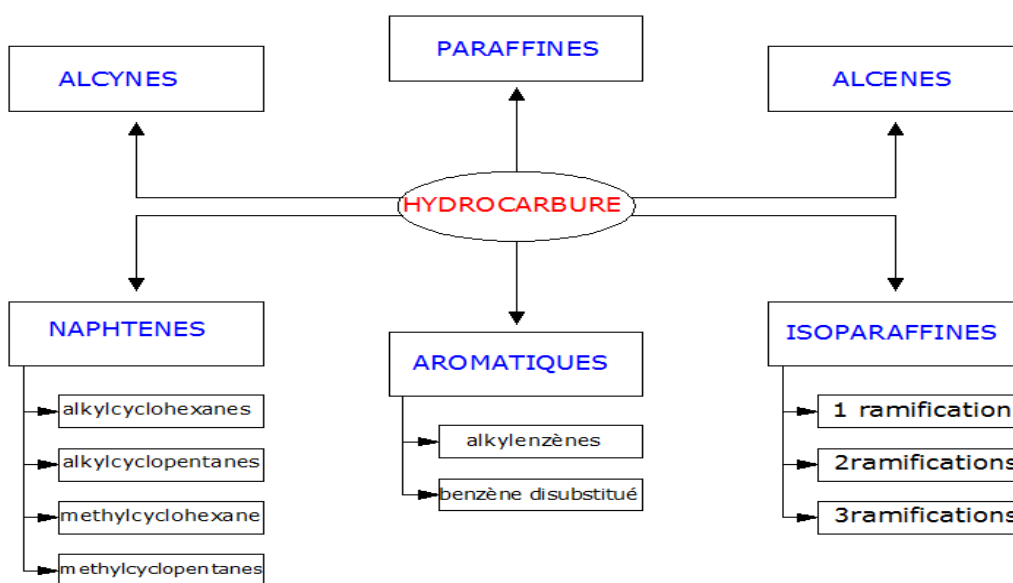 PARAFFINES
ALCYNES
ALCENES
HYDROCARBURE
NAPHTENES
alkylcyclohexanes
alkylcyclopentanes
methylcyclohexane
methylcyclopentanes
AROMATIQUES
alkylenzènes
benzène disubstitué
ISOPARAFFINES
1 ramification
2ramifications
3ramifications